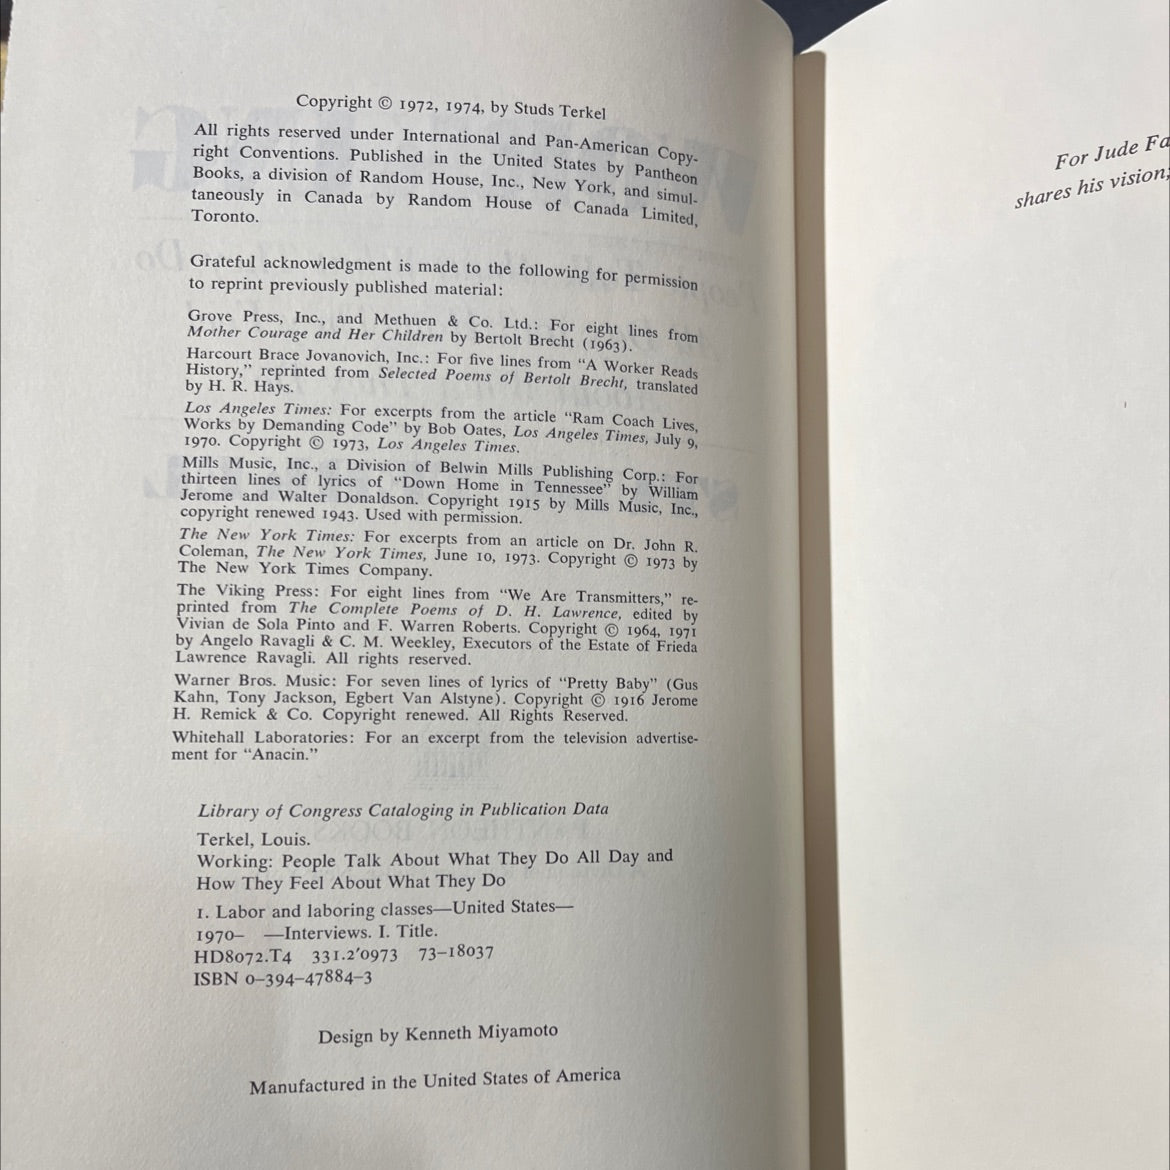 Copyright © 1972, 1974, by Studs Terkel
All rights reserved under International and Pan-American Copy-
right Conventions. Published in the United States by Pantheon
Books, a division of Random House, Inc., New York, and simul-
taneously in Canada by Random House of Canada Limited,
Toronto.
Grateful acknowledgment is made to the following for permission
to reprint previously published material:
Grove Press, Inc., and Methuen & Co. Ltd.: For eight lines from
Mother Courage and Her Children by Bertolt Brecht (1963).
Harcourt Brace Jovanovich, Inc.: For five lines from “A Worker Reads
History,” reprinted from Selected Poems of Bertolt Brecht, translated
by H. R. Hays.
Los Angeles Times: For excerpts from the article “Ram Coach Lives,
Works by Demanding Code” by Bob Oates, Los Angeles Times, July 9,
1970. Copyright © 1973, Los Angeles Times.
Mills Music, Inc., a Division of Belwin Mills Publishing Corp.: For
thirteen lines of lyrics of “Down Home in Tennessee” by William
Jerome and Walter Donaldson. Copyright 1915 by Mills Music, Inc.,
copyright renewed 1943. Used with permission.
The New York Times: For excerpts from an article on Dr. John R.
Coleman, The New York Times, June 10, 1973. Copyright © 1973 by
The New York Times Company.
The Viking Press: For eight lines from “We Are Transmitters,” re-
printed from The Complete Poems of D. H. Lawrence, edited by
Vivian de Sola Pinto and F. Warren Roberts. Copyright © 1964, 1971
by Angelo Ravagli & C. M. Weekley, Executors of the Estate of Frieda
Lawrence Ravagli. All rights reserved.
Warner Bros. Music: For seven lines of lyrics of “Pretty Baby” (Gus
Kahn, Tony Jackson, Egbert Van Alstyne). Copyright © 1916 Jerome
H. Remick & Co. Copyright renewed. All Rights Reserved.
Whitehall Laboratories: For an excerpt from the television advertise-
ment for “Anacin.”
Library of Congress Cataloging in Publication Data
Terkel, Louis.
Working: People Talk About What They Do All Day and
How They Feel About What They Do
1. Labor and laboring classes—United States—
1970– —Interviews. I. Title.
HD8072.T4 331.2′0973 73–18037
ISBN 0–394–47884–3
Design by Kenneth Miyamoto
Manufactured in the United States of America
For Jude Fa
shares his vision;